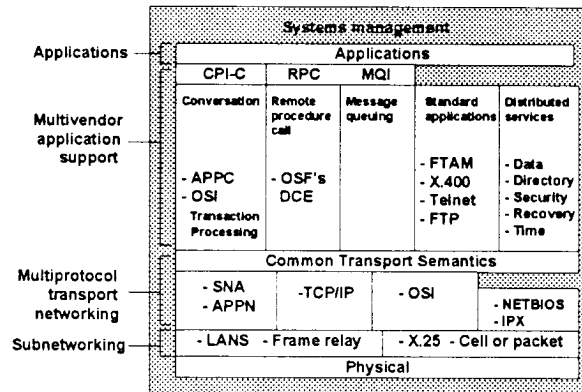 Systems management
Applications
Applications
CPI-C
RPC
MQI
Multivendor
application
support
Conversation
- APPC
- OSI
Transaction
Processing
Remote
procedure
call
- OSF's
DCE
Message
queuing
Standard
applications
- FTAM
- X.400
- Telnet
- FTP
Distributed
services
- Data
- Directory
- Security
- Recovery
- Time
Common Transport Semantics
Multiprotocol
transport
networking
- SNA
- APPN
-TCP/IP
- OSI
- NETBIOS
- IPX
Subnetworking
- LANS - Frame relay
- X.25 - Cell or packet
Physical